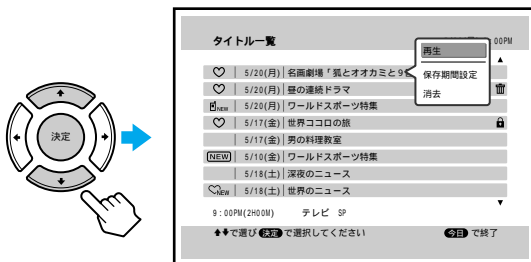 タイトル一覧
:00PM
再生
保存期間設定
消去
5/20(月) 名画劇場「狐とオオカミと9
5/20(月) 昼の連続ドラマ
NEW 5/20(月) ワールドスポーツ特集
5/17(金) 世界ココロの旅
5/17(金) 男の料理教室
NEW 5/10(金) ワールドスポーツ特集
5/18(土) 深夜のニュース
NEW 5/18(土) 世界のニュース
9:00PM(2H00M) テレビ SP
で選び 決定 で選択してください 今日 で終了
決定